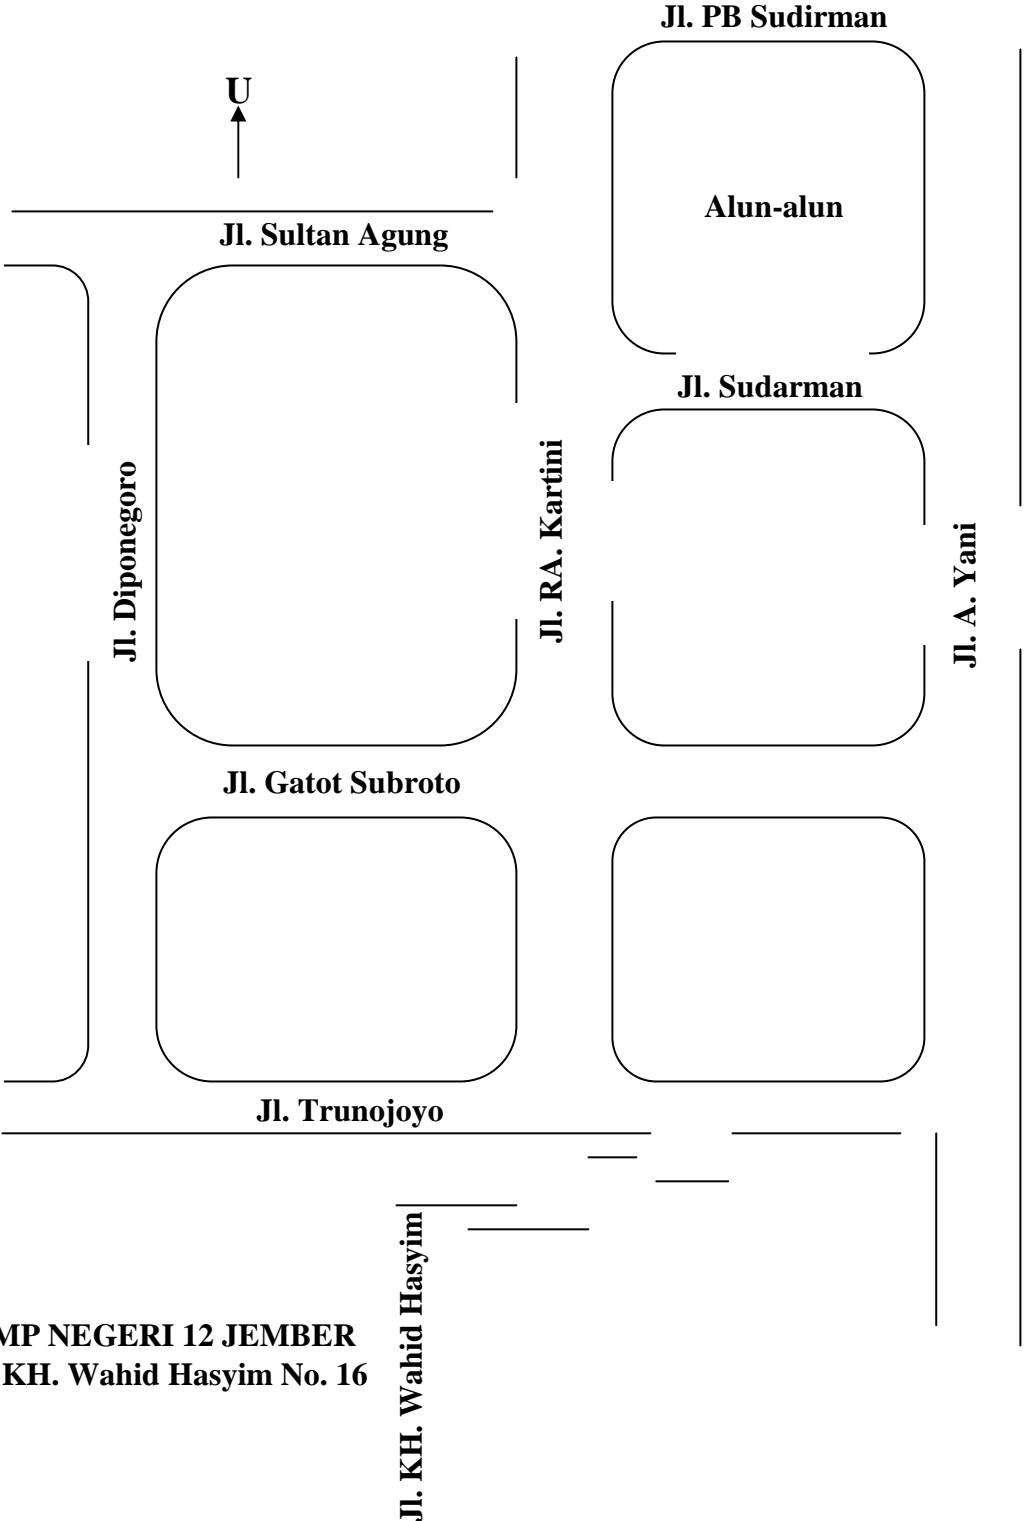 Jl. PB Sudirman
U
Alun-alun
Jl. Sultan Agung
Jl. Sudarman
Jl. Diponegoro
Jl. RA. Kartini
Jl. A. Yani
Jl. Gatot Subroto
Jl. Trunojoyo
Jl. KH. Wahid Hasyim
MP NEGERI 12 JEMBER
KH. Wahid Hasyim No. 16